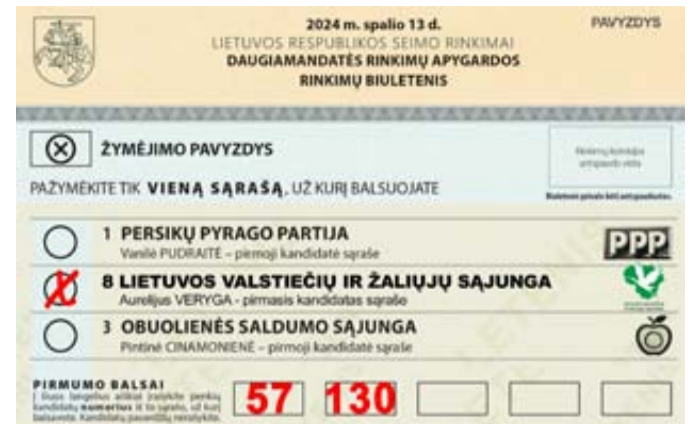 2024 m. spalio 13 d.
PAVYZDYS
LIETUVOS RESPUBLIKOS SEIMO RINKIMAI
DAUGIAMANDATĖS RINKIMŲ APYGARDOS
RINKIMŲ BIULETENIS
ŽYMĖJIMO PAVYZDYS
PAŽYMĖKITE TIK VIENĄ SĄRAŠĄ, UŽ KURĮ BALSUOJATE
1 PERSIKŲ PYRAGO PARTIJA
Vanilė PUDRAITĖ – pirmoji kandidatė sąraše
PPP
8 LIETUVOS VALSTIEČIŲ IR ŽALIŲJŲ SĄJUNGA
Aurelijus VERYGA - pirmasis kandidatas sąraše
3 OBUOLIENĖS SALDUMO SĄJUNGA
Pintinė CINAMONIENĖ – pirmoji kandidatė sąraše
PIRMUMO BALSAI
57 130